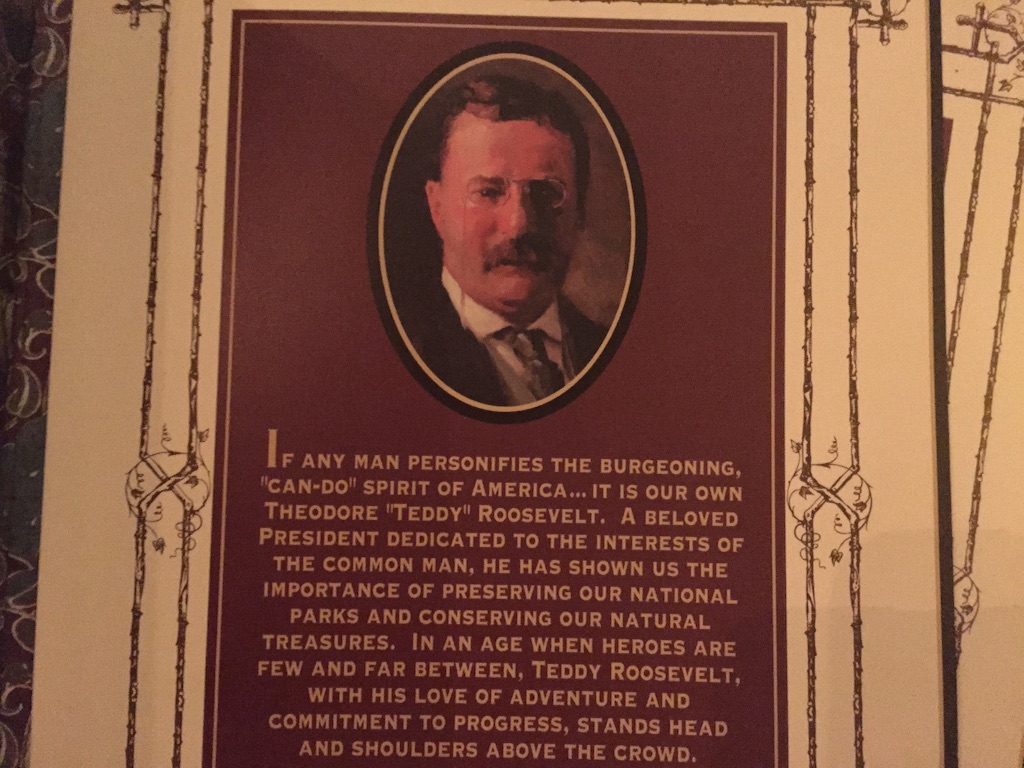 If any man personifies the burgeoning,
"can-do" spirit of America... it is our own
Theodore "Teddy" Roosevelt. A beloved
President dedicated to the interests of
the common man, he has shown us the
importance of preserving our national
parks and conserving our natural
treasures. In an age when heroes are
few and far between, Teddy Roosevelt,
with his love of adventure and
commitment to progress, stands head
and shoulders above the crowd.